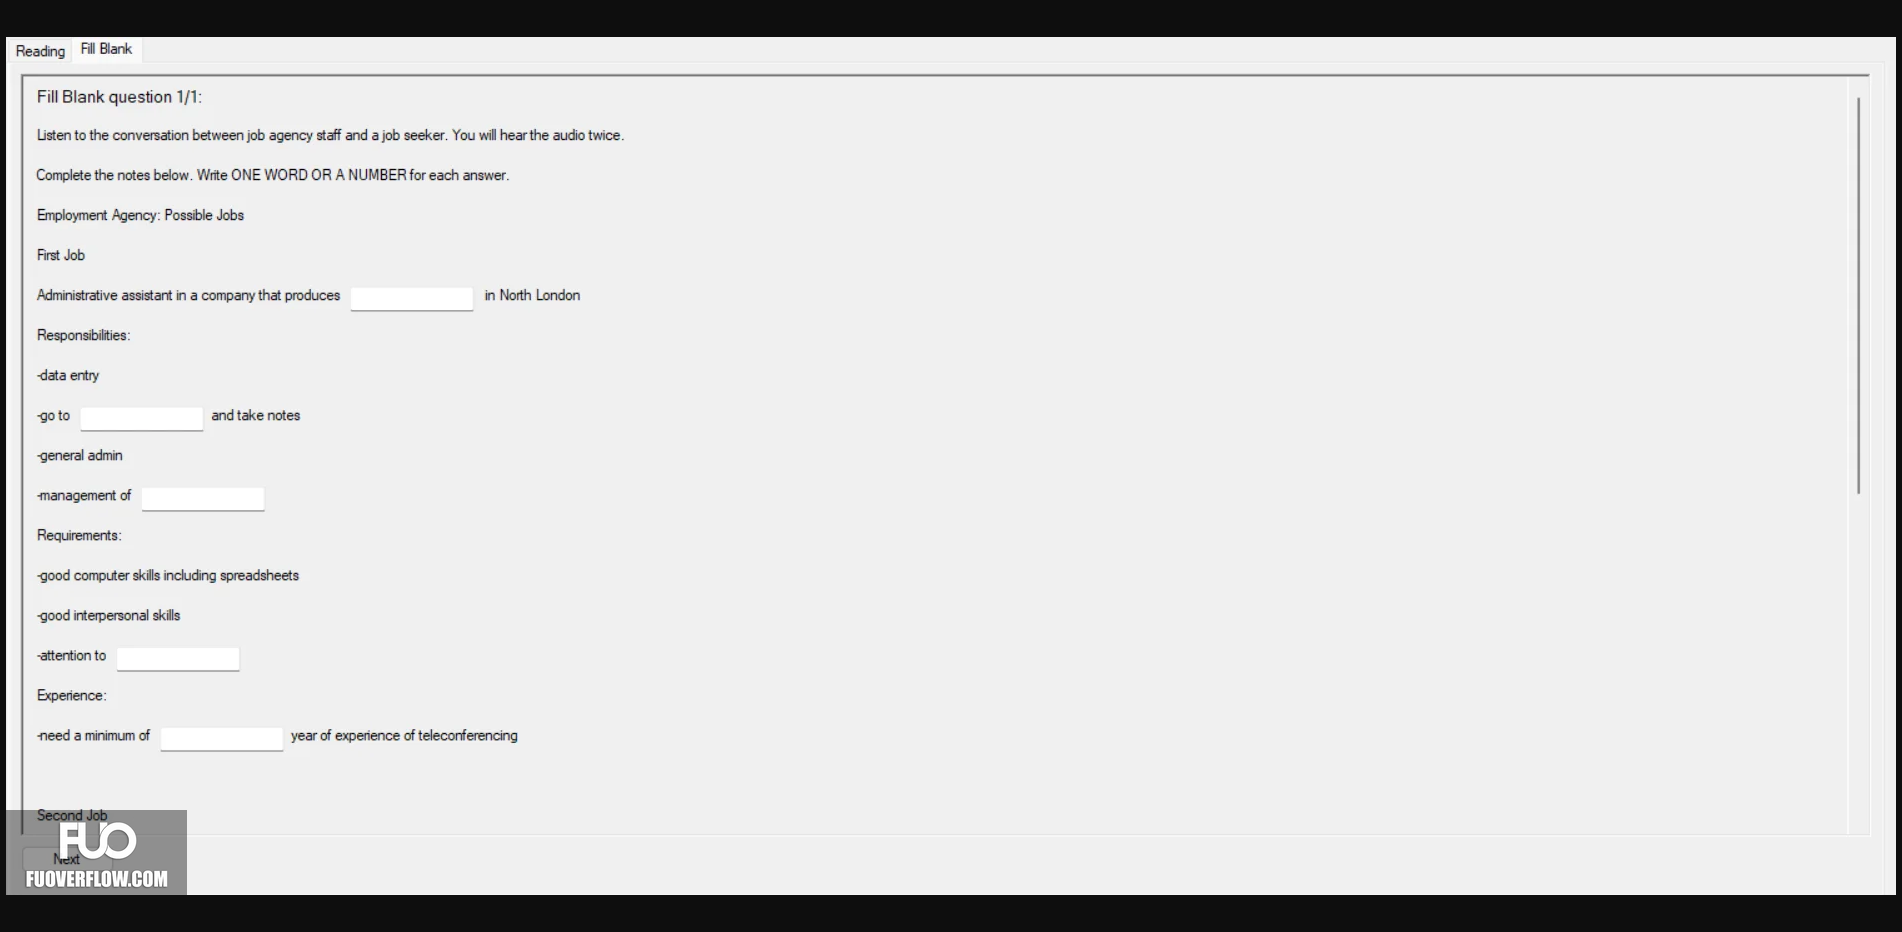 Reading Fill Blank
Fill Blank question 1/1:
Listen to the conversation between job agency staff and a job seeker. You will hear the audio twice.
Complete the notes below. Write ONE WORD OR A NUMBER for each answer.
Employment Agency: Possible Jobs
First Job
Administrative assistant in a company that produces in North London
Responsibilities:
-data entry
-go to and take notes
-general admin
-management of
Requirements:
-good computer skills including spreadsheets
-good interpersonal skills
-attention to
Experience:
-need a minimum of year of experience of teleconferencing
Second Job
FUO
Next
FUOVERFLOW.COM